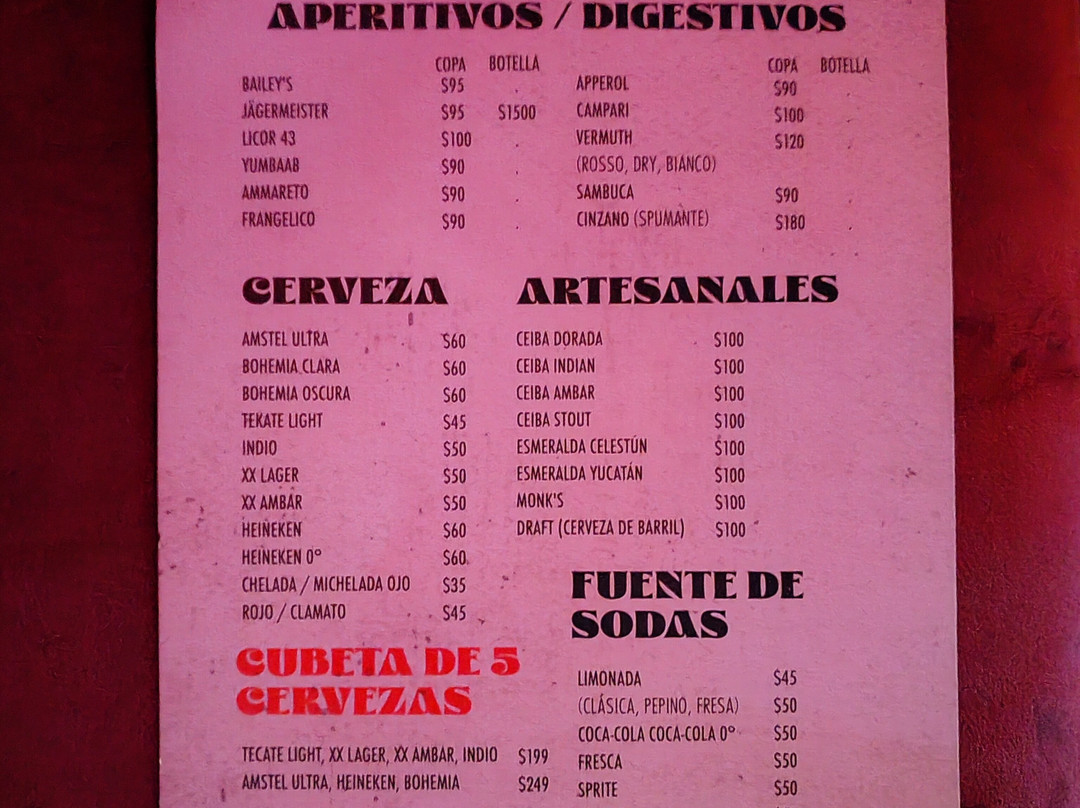 APERITIVOS / DIGESTIVOS
COPA BOTELLA
BAILEY'S $95
JÄGERMEISTER $95 $1500
LICOR 43 $100
YUMBAAB $90
AMMARETO $90
FRANGELICO $90
COPA BOTELLA
APPEROL $90
CAMPARI $100
VERMUTH $120
(ROSSO, DRY, BIANCO)
SAMBUCA $90
CINZANO (SPUMANTE) $180
CERVEZA
AMSTEL ULTRA $60
BOHEMIA CLARA $60
BOHEMIA OSCURA $60
TEKATE LIGHT $45
INDIO $50
XX LAGER $50
XX AMBAR $50
HEINEKEN $60
HEINEKEN 0° $60
CHELADA / MICHELADA OJO $35
ROJO / CLAMATO $45
CUBETA DE 5
CERVEZAS
TECATE LIGHT, XX LAGER, XX AMBAR, INDIO $199
AMSTEL ULTRA, HEINEKEN, BOHEMIA $249
ARTESANALES
CEIBA DORADA $100
CEIBA INDIAN $100
CEIBA AMBAR $100
CEIBA STOUT $100
ESMERALDA CELESTÚN $100
ESMERALDA YUCATÁN $100
MONK'S $100
DRAFT (CERVEZA DE BARRIL) $100
FUENTE DE
SODAS
LIMONADA $45
(CLÁSICA, PEPINO, FRESA) $50
COCA-COLA COCA-COLA 0° $50
FRESCA $50
SPRITE $50